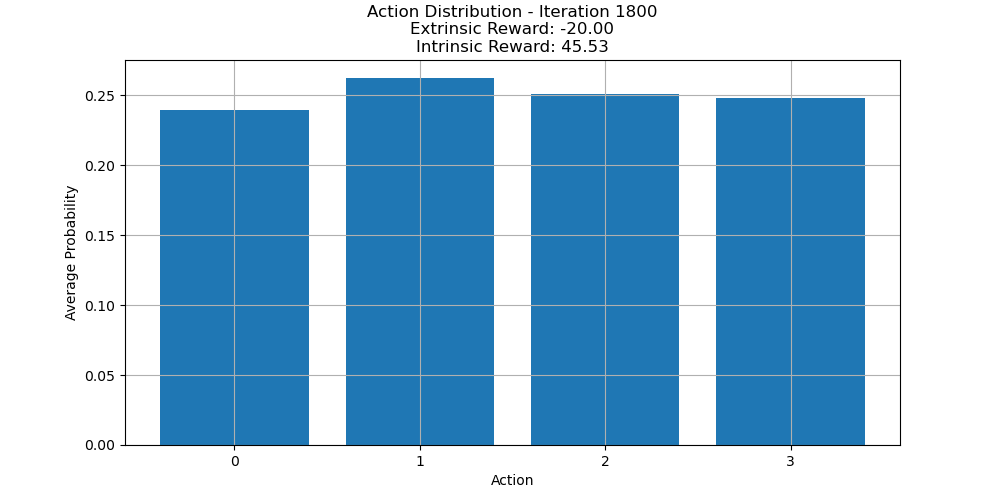 Action Distribution - Iteration 1800
Extrinsic Reward: -20.00
Intrinsic Reward: 45.53
Average Probability
0.25
0.20
0.15
0.10
0.05
0.00
0 1 2 3
Action